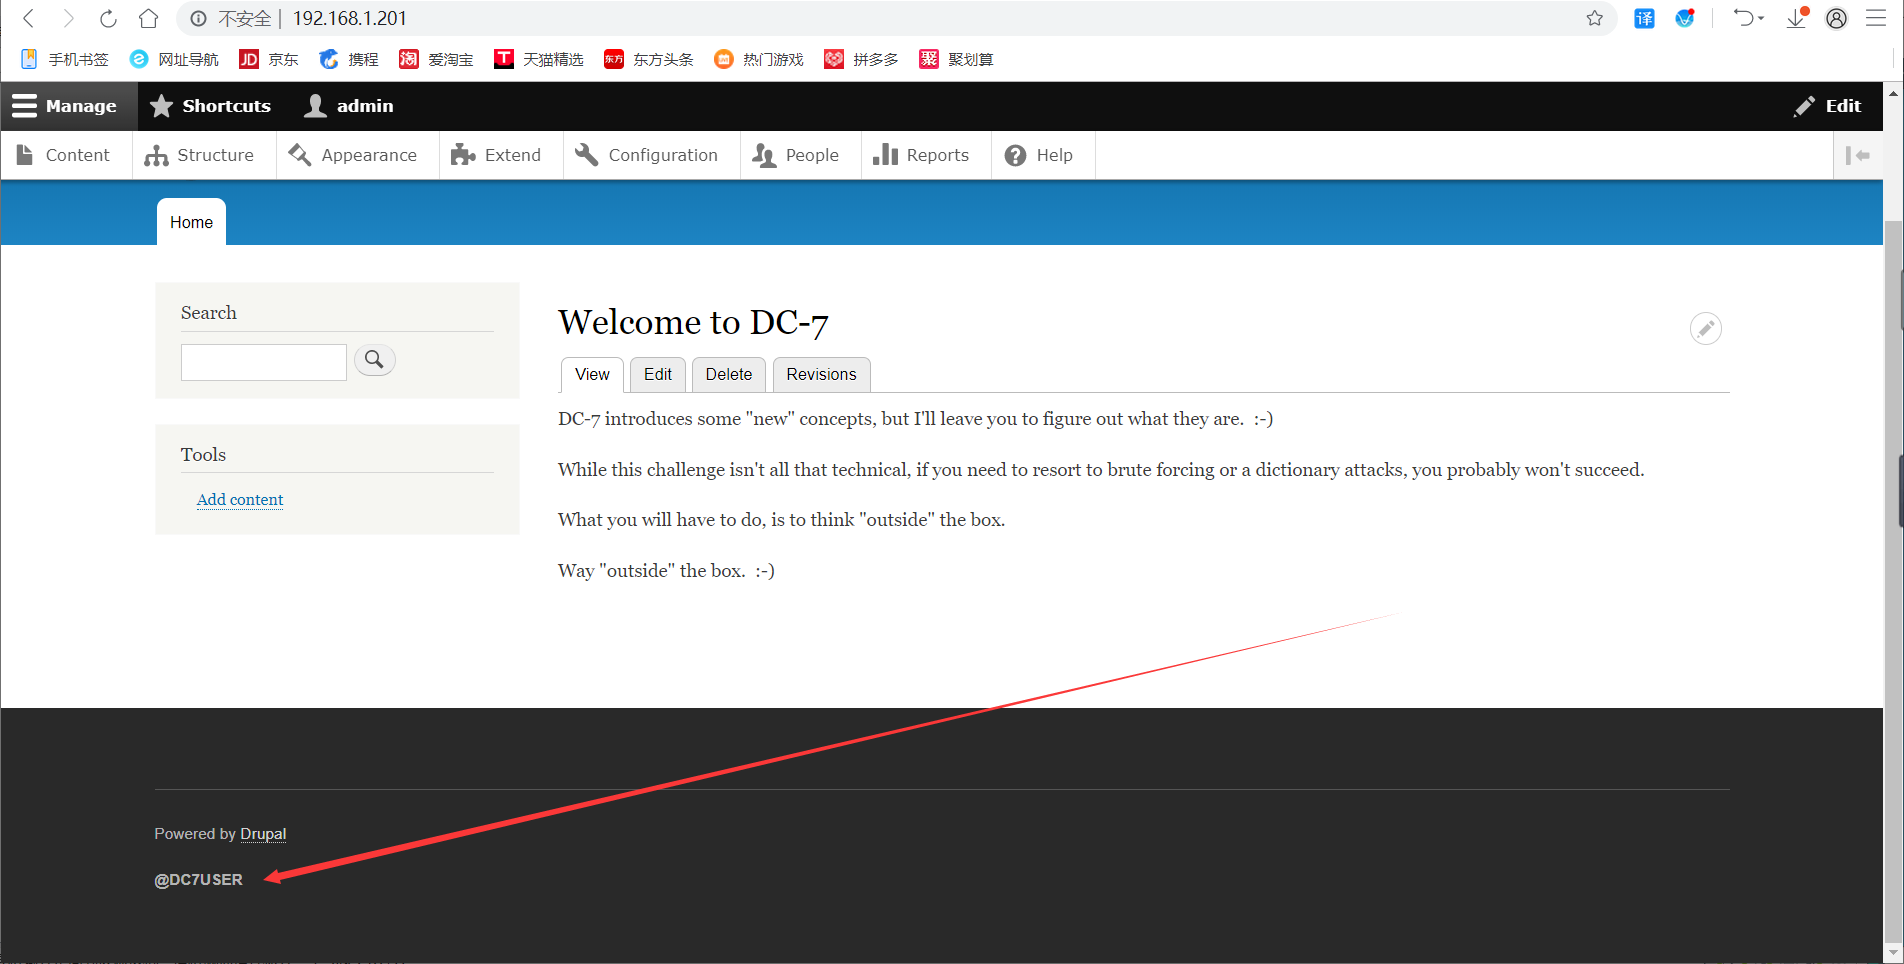 不安全 | 192.168.1.201
译
手机书签 网址导航 JD 京东 携程 淘 爱淘宝 T 天猫精选 东方 东方头条 热门游戏 拼多多 聚 聚划算
Manage Shortcuts admin Edit
Content Structure Appearance Extend Configuration People Reports Help
Home
Search
Welcome to DC-7
View Edit Delete Revisions
DC-7 introduces some "new" concepts, but I'll leave you to figure out what they are.  :-)
Tools
Add content
While this challenge isn't all that technical, if you need to resort to brute forcing or a dictionary attacks, you probably won't succeed.
What you will have to do, is to think "outside" the box.
Way "outside" the box.  :-)
Powered by Drupal
@DC7USER